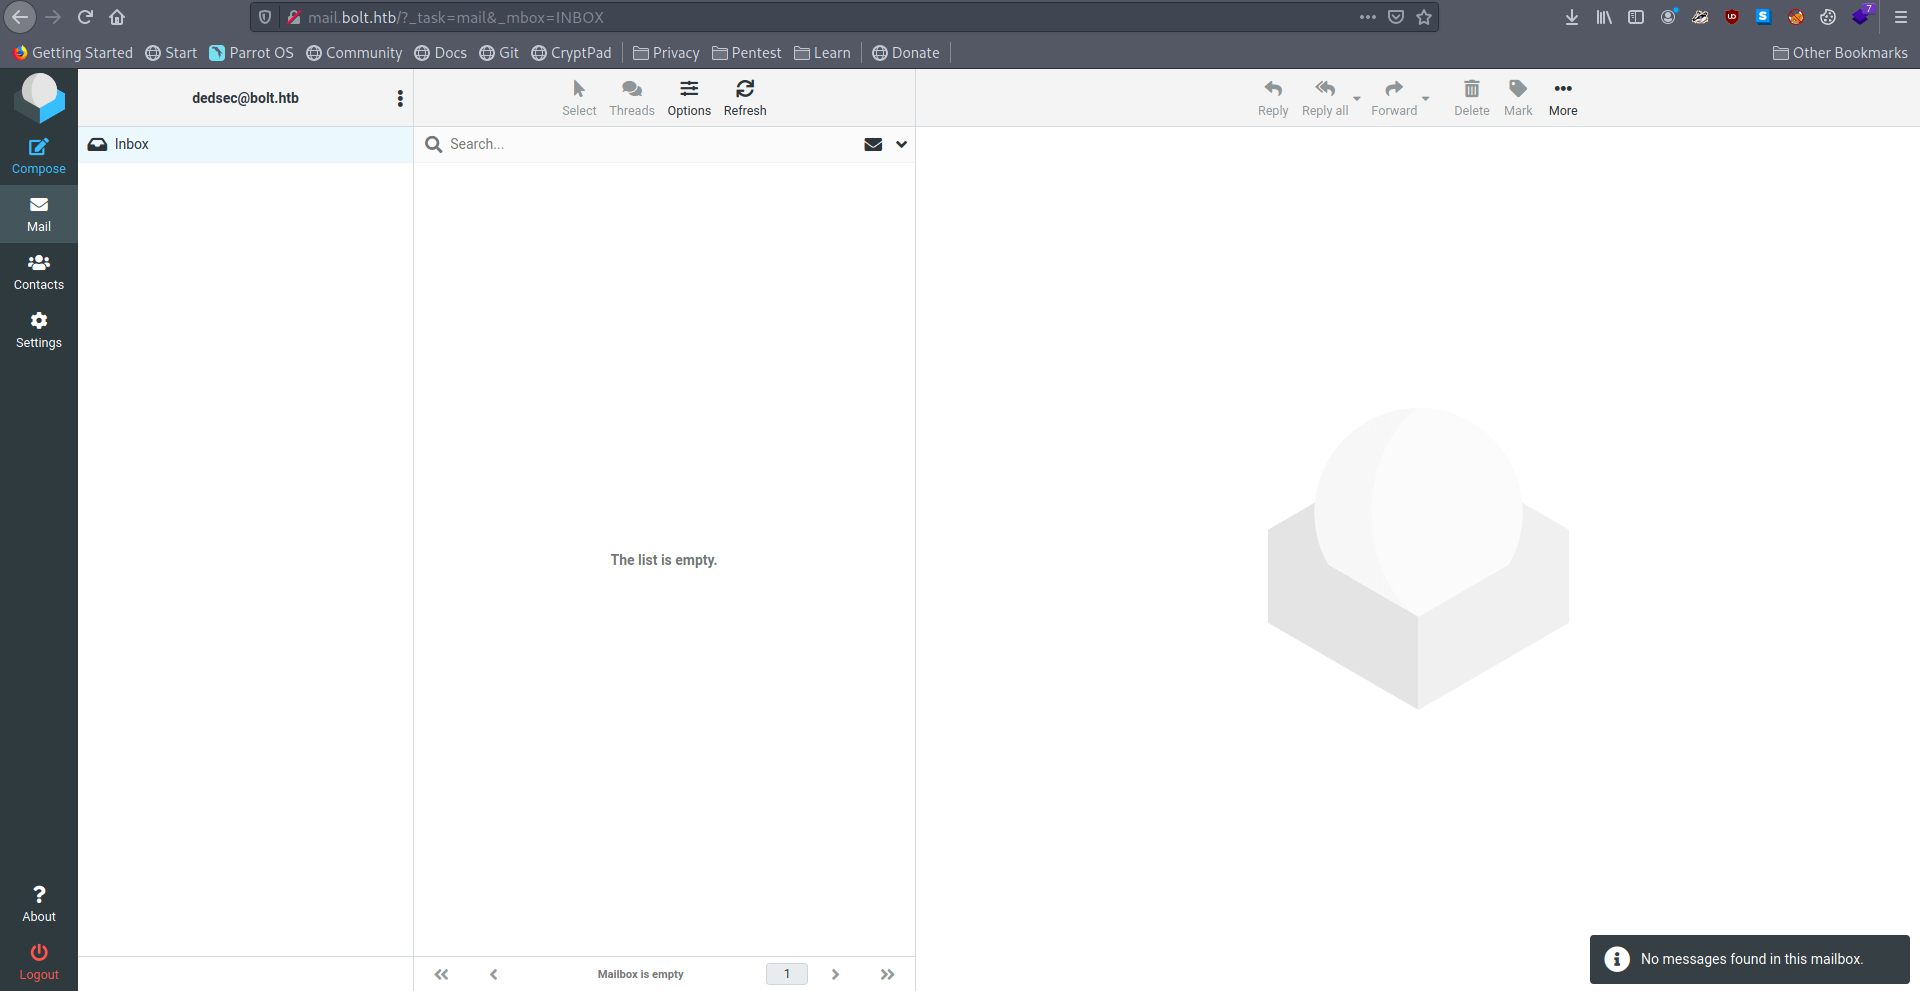 mail.bolt.htb/?_task=mail&_mbox=INBOX
7
Getting Started Start Parrot OS Community Docs Git CryptPad Privacy Pentest Learn Donate Other Bookmarks
dedsec@bolt.htb
Select Threads Options Refresh
Reply Reply all Forward Delete Mark More
Compose
Mail
Contacts
Settings
Inbox
Search...
The list is empty.
About
Logout
Mailbox is empty 1
No messages found in this mailbox.